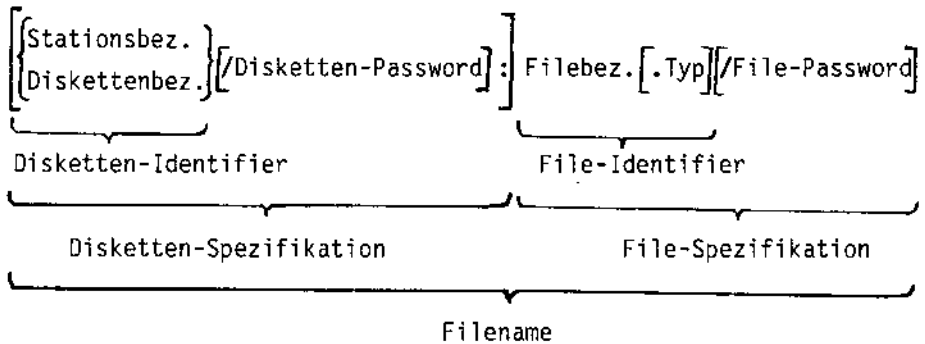 [{Stationsbez.
Diskettenbez.}[/Disketten-Password]:] Filebez.[.Typ][/File-Password]
Disketten-Identifier File-Identifier
Disketten-Spezifikation File-Spezifikation
Filename